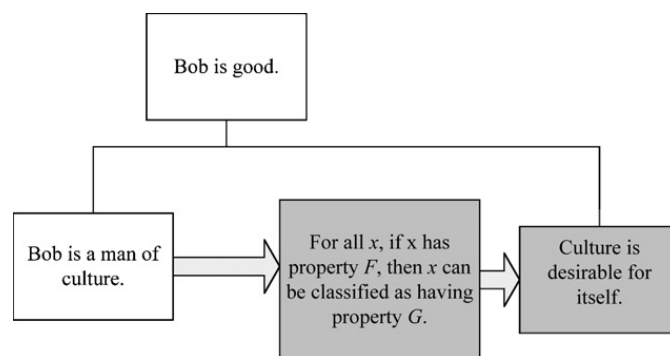 Bob is good.
Bob is a man of
culture.
For all x, if x has
property F, then x can
be classified as having
property G.
Culture is
desirable for
itself.